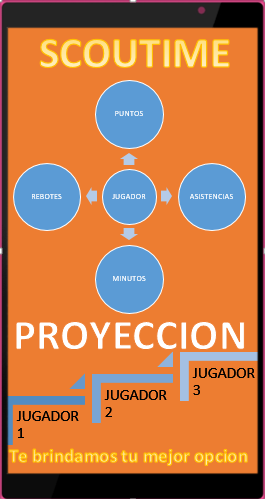 SCOUTIME
PUNTOS
REBOTES
JUGADOR
ASISTENCIAS
MINUTOS
PROYECCION
JUGADOR
1
JUGADOR
2
JUGADOR
3
Te brindamos tu mejor opcion